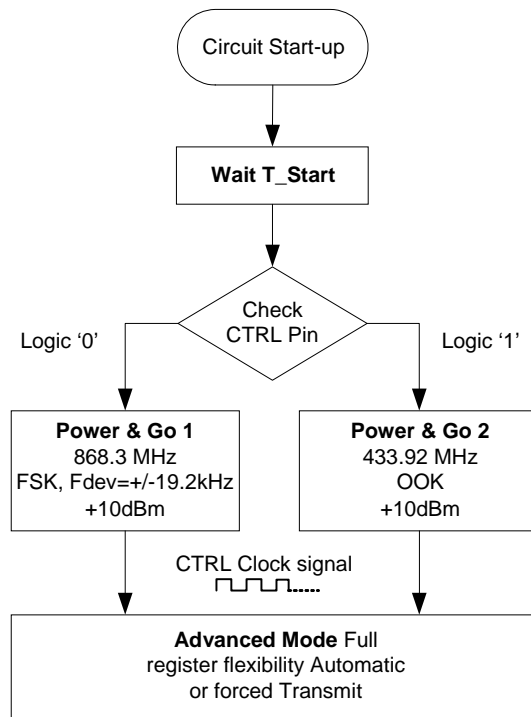 Circuit Start-up
Wait T_Start
Check
CTRL Pin
Logic ‘0’
Logic ‘1’
Power & Go 1
868.3 MHz
FSK, Fdev=+/-19.2kHz
+10dBm
Power & Go 2
433.92 MHz
OOK
+10dBm
CTRL Clock signal
Advanced Mode Full
register flexibility Automatic
or forced Transmit